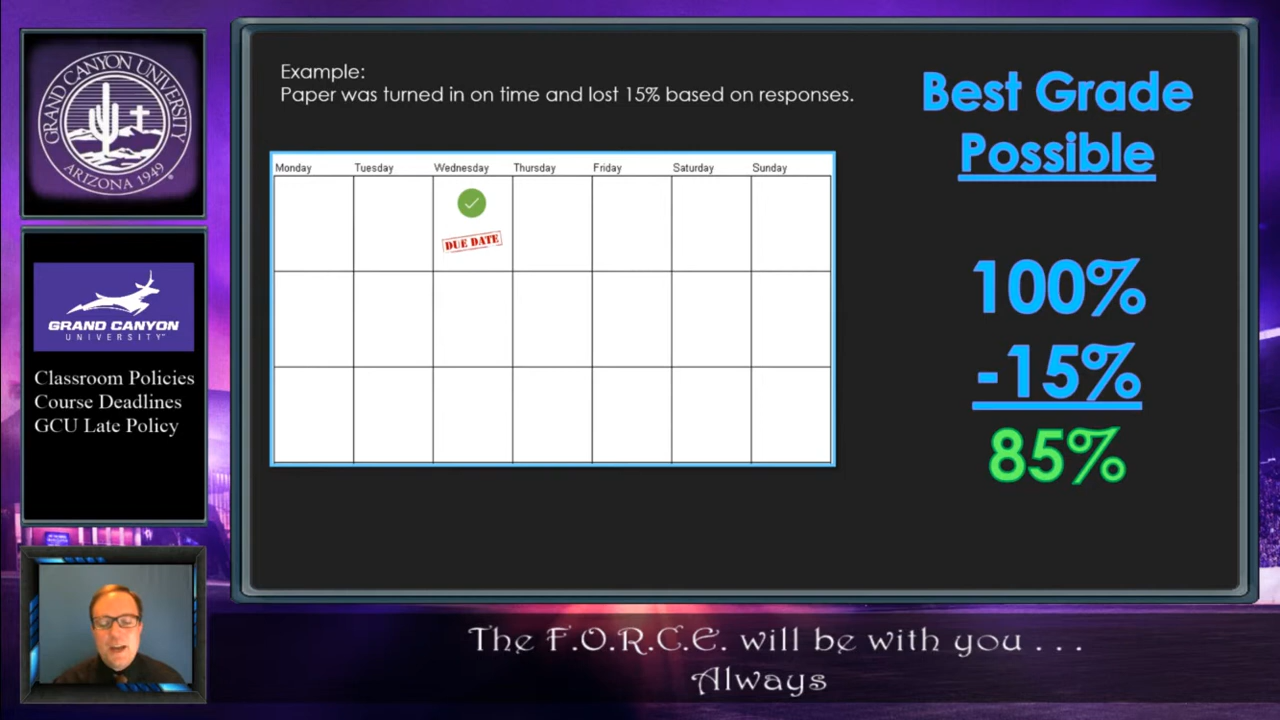 GRAND CANYON UNIVERSITY
ARIZONA 1949
GRAND CANYON
UNIVERSITY
Classroom Policies
Course Deadlines
GCU Late Policy
Example:
Paper was turned in on time and lost 15% based on responses.
Monday Tuesday Wednesday Thursday Friday Saturday Sunday
DUE DATE
Best Grade
Possible
100%
-15%
85%
The F.O.R.C.E. will be with you . . .
Always